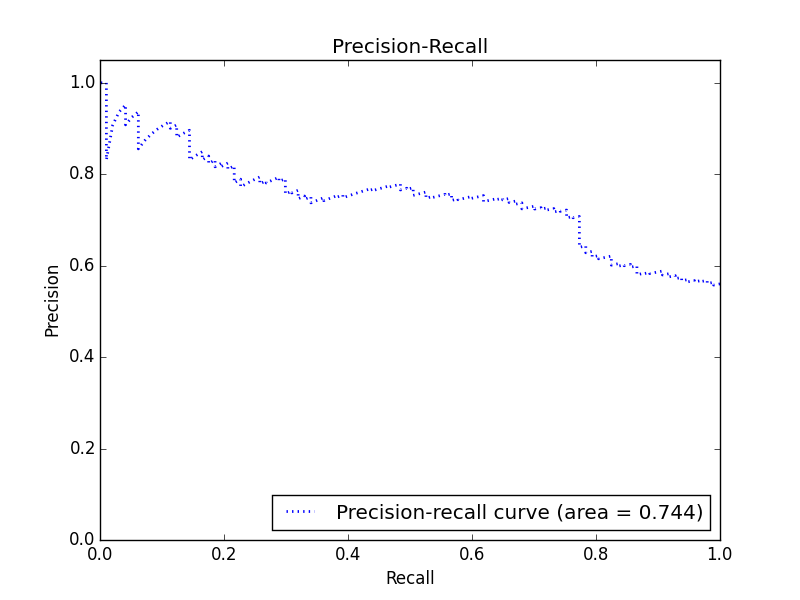 Precision-Recall
1.0
0.8
0.6
0.4
0.2
0.0
Precision
Precision-recall curve (area = 0.744)
0.0 0.2 0.4 0.6 0.8 1.0
Recall